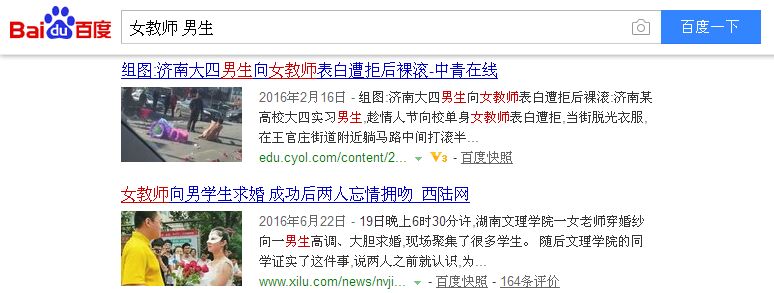 Bai du 百度 女教师 男生 百度一下
组图:济南大四男生向女教师表白遭拒后裸滚-中青在线
2016年2月16日 - 组图:济南大四男生向女教师表白遭拒后裸滚:济南某
高校大四实习男生,趁情人节向校单身女教师表白遭拒,当街脱光衣服,
在王官庄街道附近躺马路中间打滚半...
edu.cyol.com/content/2... V3 - 百度快照
女教师向男学生求婚 成功后两人忘情拥吻_西陆网
2016年6月22日 - 19日晚上6时30分许,湖南文理学院一女老师穿婚纱
向一男生高调、大胆求婚,现场聚集了很多学生。 随后文理学院的同
学证实了这件事,说两人之前就认识,为...
www.xilu.com/news/nvji... - 百度快照 - 164条评价